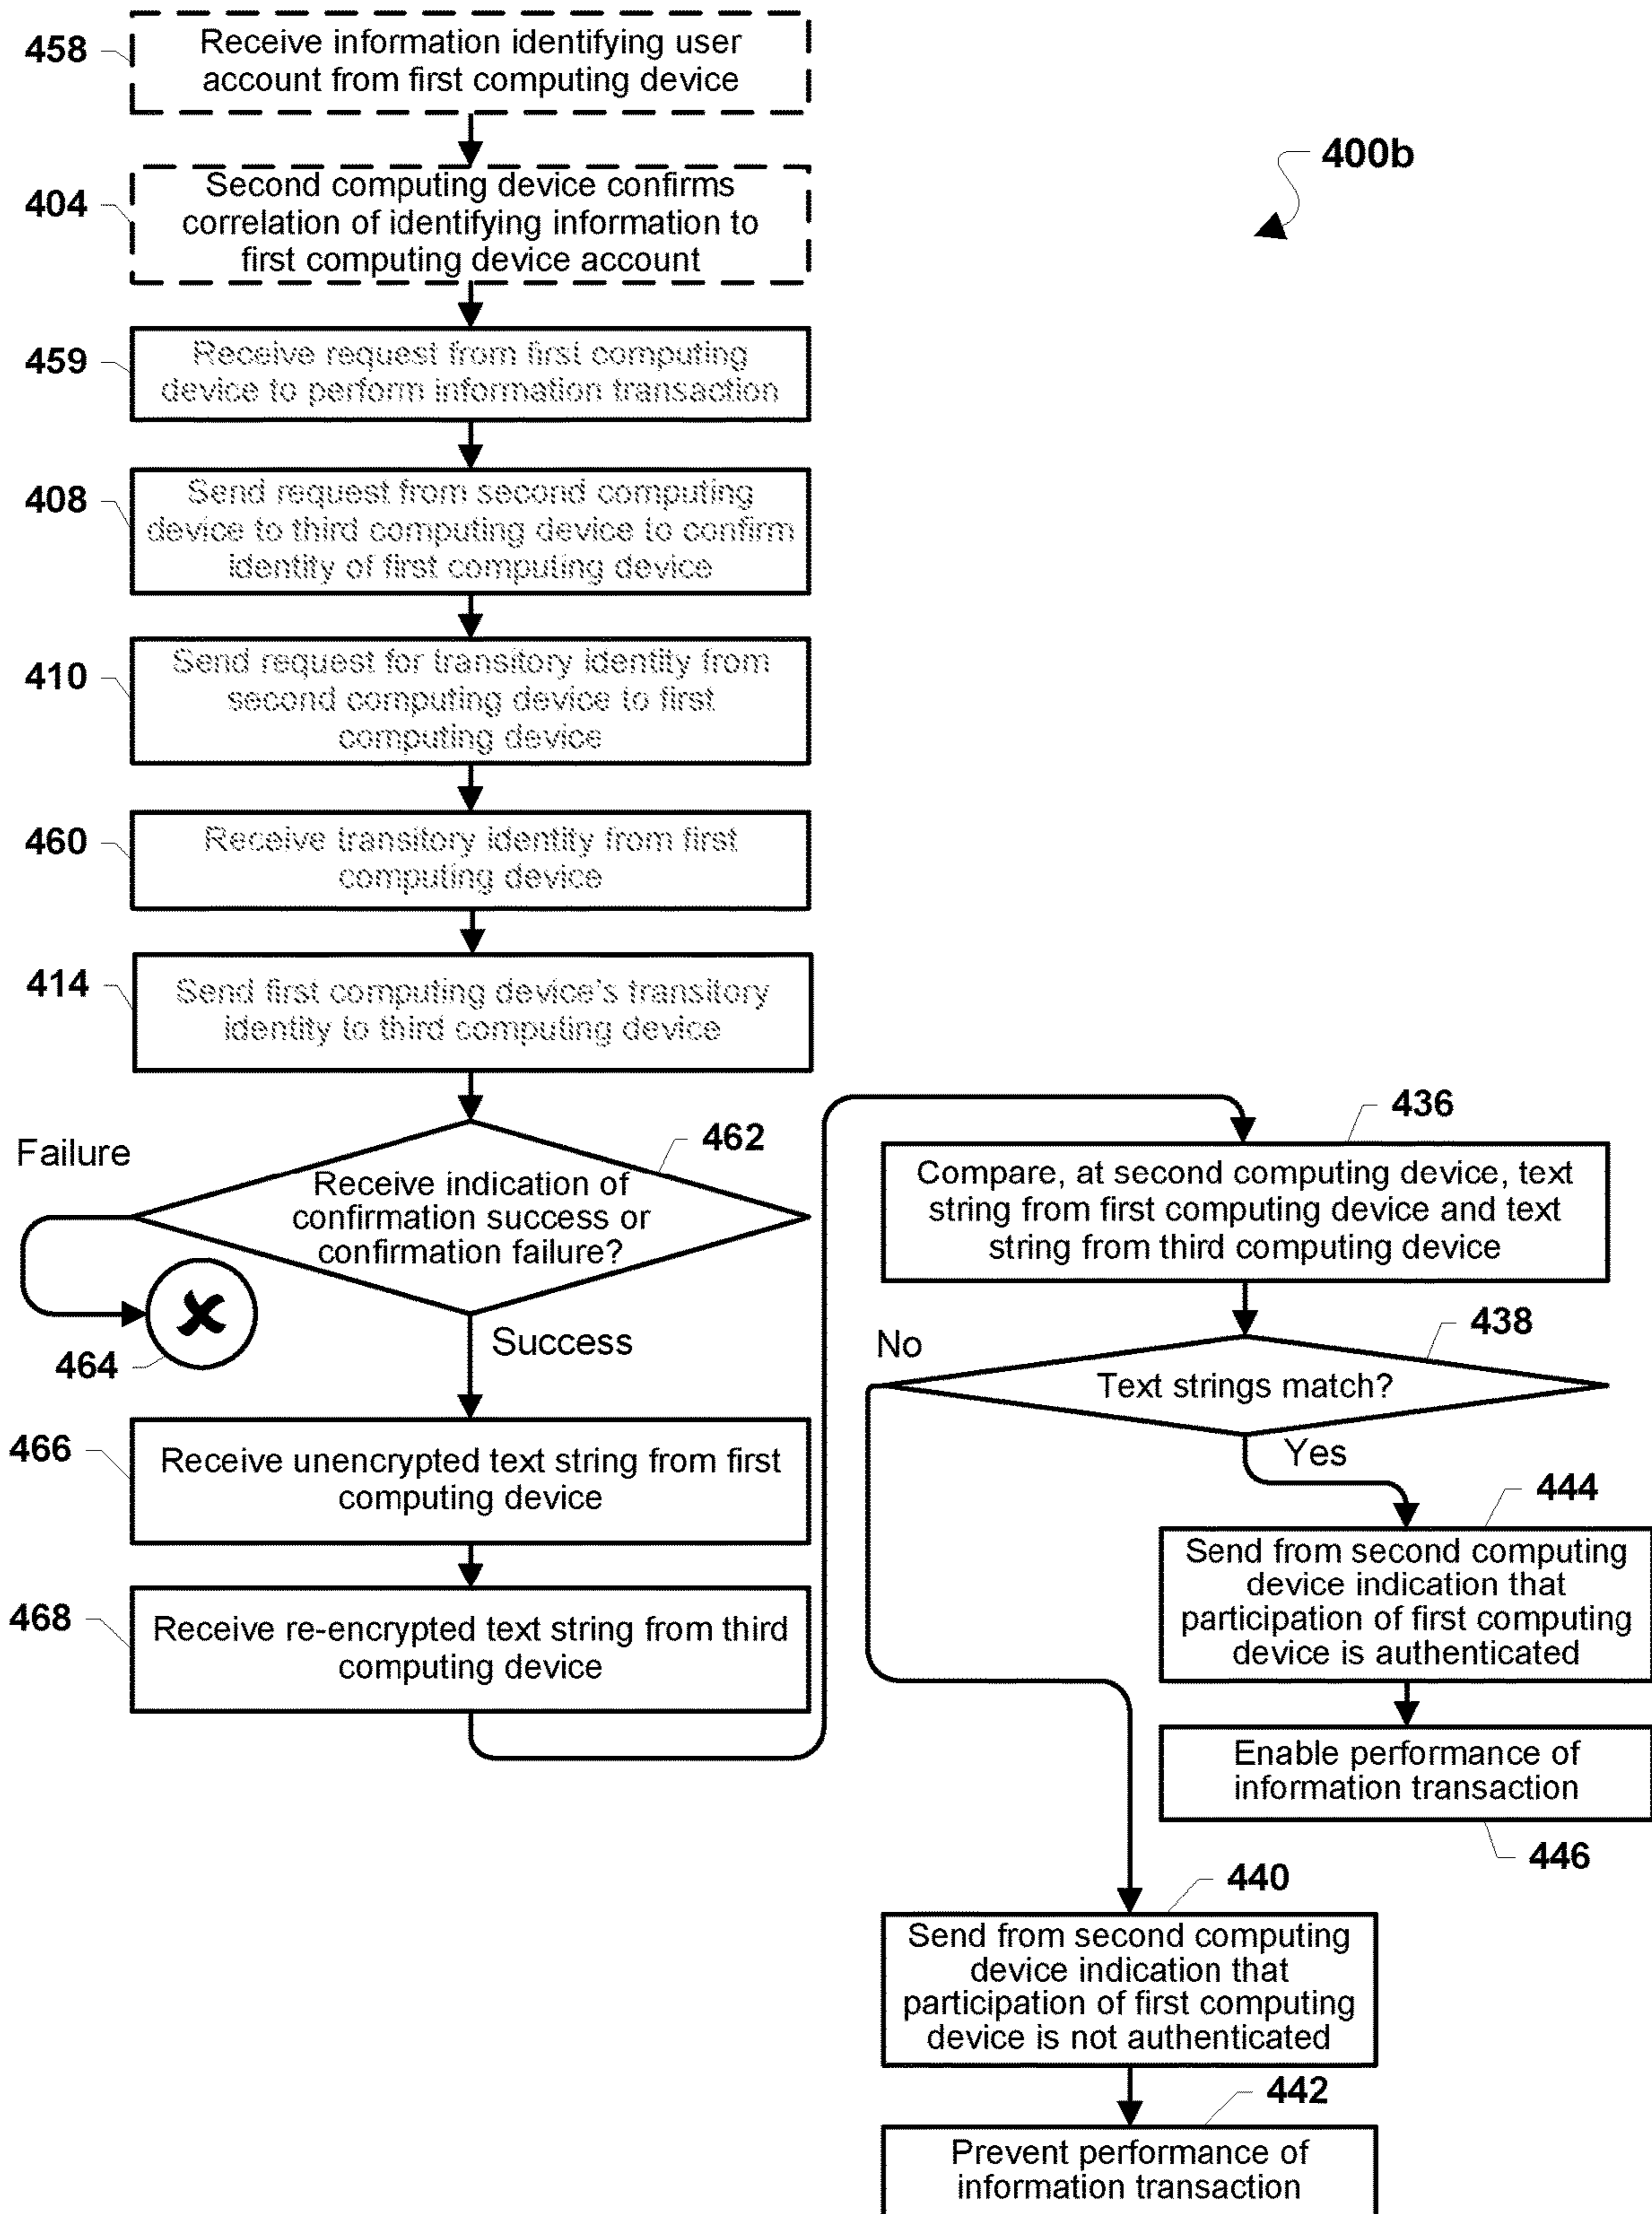 458
Receive information identifying user
account from first computing device
400b
404
Second computing device confirms
correlation of identifying information to
first computing device account
459
Receive request from first computing
device to perform information transaction
408
Send request from second computing
device to third computing device to confirm
identity of first computing device
410
Send request for transitory identity from
second computing device to first
computing device
460
Receive transitory identity from first
computing device
414
Send first computing device's transitory
identity to third computing device
462
Failure
Receive indication of
confirmation success or
confirmation failure?
464
Success
466
Receive unencrypted text string from first
computing device
468
Receive re-encrypted text string from third
computing device
436
Compare, at second computing device, text
string from first computing device and text
string from third computing device
438
No
Text strings match?
Yes
444
Send from second computing
device indication that
participation of first computing
device is authenticated
Enable performance of
information transaction
446
440
Send from second computing
device indication that
participation of first computing
device is not authenticated
442
Prevent performance of
information transaction